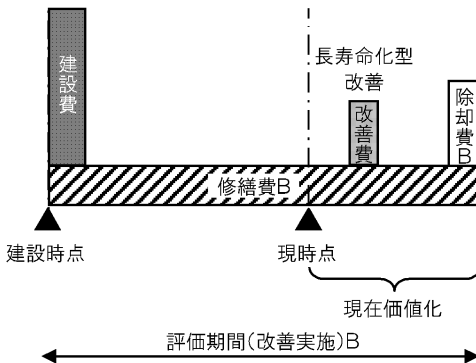 建設費
長寿命化型
改善
改善費
除却費B
修繕費B
建設時点
現時点
現在価値化
評価期間(改善実施)B